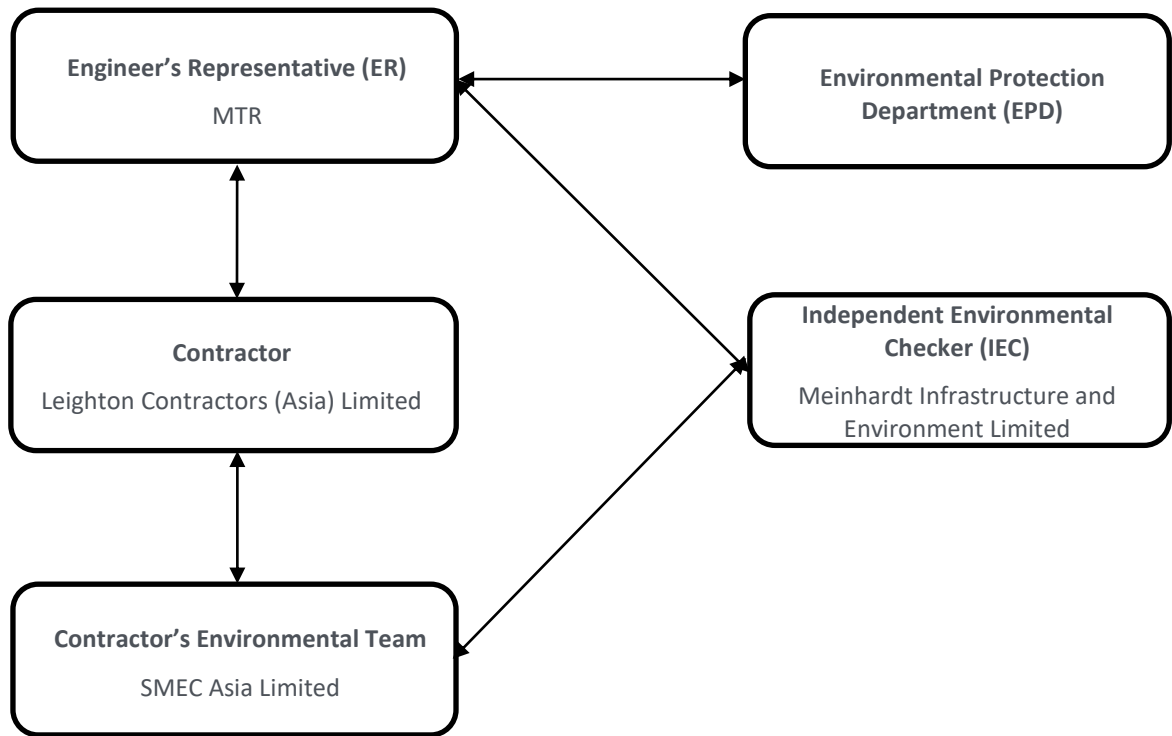 Engineer’s Representative (ER)
MTR
Environmental Protection
Department (EPD)
Contractor
Leighton Contractors (Asia) Limited
Independent Environmental
Checker (IEC)
Meinhardt Infrastructure and
Environment Limited
Contractor’s Environmental Team
SMEC Asia Limited